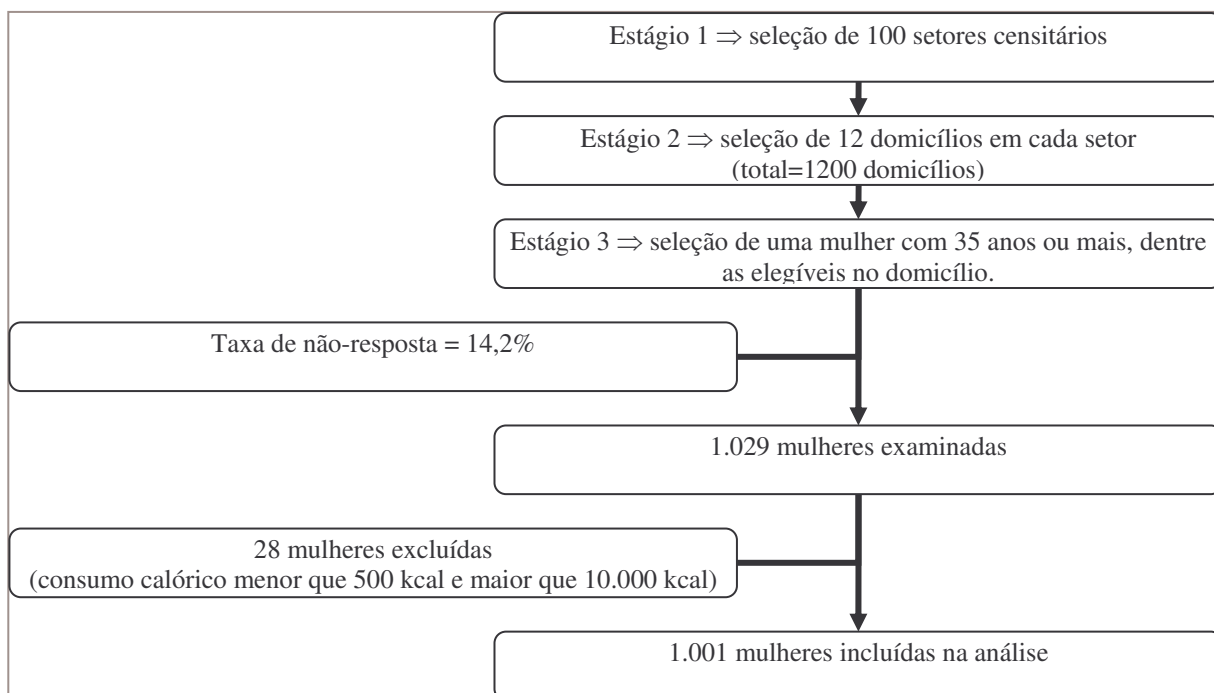 Estágio 1 ⇒ seleção de 100 setores censitários
Estágio 2 ⇒ seleção de 12 domicílios em cada setor
(total=1200 domicílios)
Estágio 3 ⇒ seleção de uma mulher com 35 anos ou mais, dentre
as elegíveis no domicílio.
Taxa de não-resposta = 14,2%
1.029 mulheres examinadas
28 mulheres excluídas
(consumo calórico menor que 500 kcal e maior que 10.000 kcal)
1.001 mulheres incluídas na análise